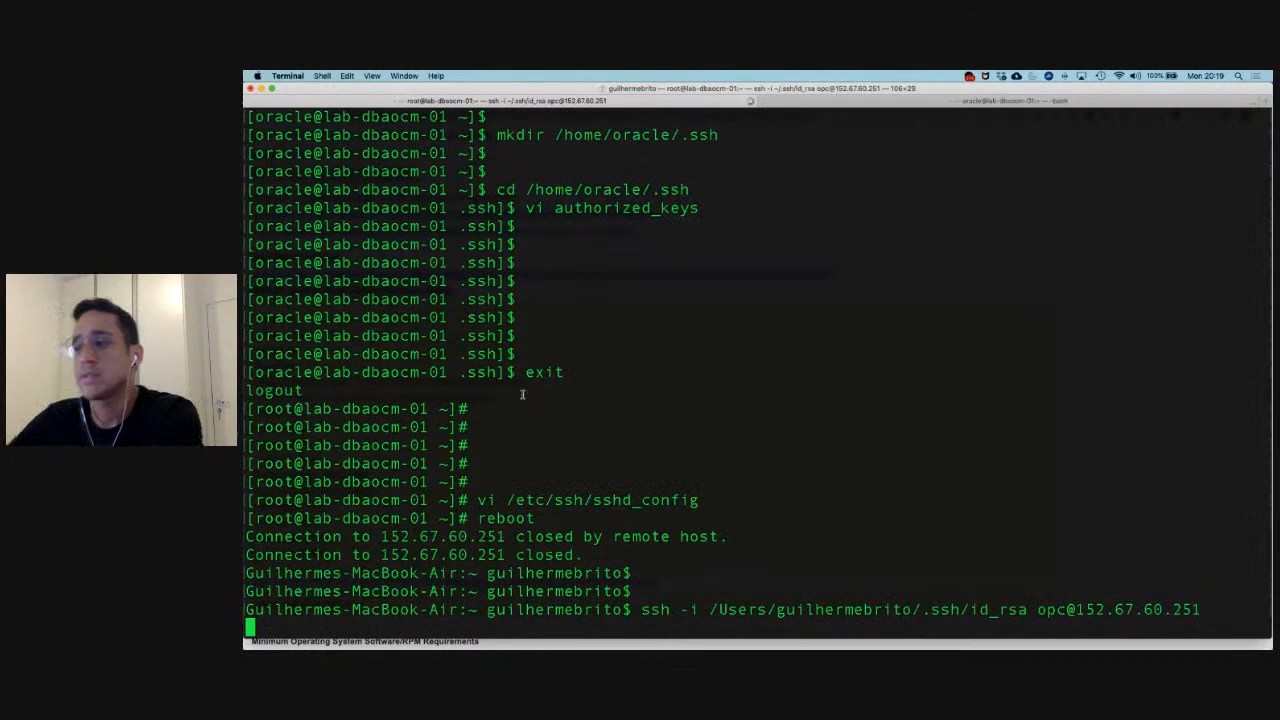 Terminal Shell Edit View Window Help 100% Mon 20:19
guilhermebrito — root@lab-dbaocm-01:~ — ssh -i ~/.ssh/id_rsa opc@152.67.60.251 — 106×29
root@lab-dbaocm-01:~ — ssh -i ~/.ssh/id_rsa opc@152.67.60.251 oracle@lab-dbaocm-01:~ — -bash
[oracle@lab-dbaocm-01 ~]$
[oracle@lab-dbaocm-01 ~]$ mkdir /home/oracle/.ssh
[oracle@lab-dbaocm-01 ~]$
[oracle@lab-dbaocm-01 ~]$
[oracle@lab-dbaocm-01 ~]$ cd /home/oracle/.ssh
[oracle@lab-dbaocm-01 .ssh]$ vi authorized_keys
[oracle@lab-dbaocm-01 .ssh]$
[oracle@lab-dbaocm-01 .ssh]$
[oracle@lab-dbaocm-01 .ssh]$
[oracle@lab-dbaocm-01 .ssh]$
[oracle@lab-dbaocm-01 .ssh]$
[oracle@lab-dbaocm-01 .ssh]$
[oracle@lab-dbaocm-01 .ssh]$
[oracle@lab-dbaocm-01 .ssh]$
[oracle@lab-dbaocm-01 .ssh]$ exit
logout
[root@lab-dbaocm-01 ~]#
[root@lab-dbaocm-01 ~]#
[root@lab-dbaocm-01 ~]#
[root@lab-dbaocm-01 ~]#
[root@lab-dbaocm-01 ~]#
[root@lab-dbaocm-01 ~]# vi /etc/ssh/sshd_config
[root@lab-dbaocm-01 ~]# reboot
Connection to 152.67.60.251 closed by remote host.
Connection to 152.67.60.251 closed.
Guilhermes-MacBook-Air:~ guilhermebrito$
Guilhermes-MacBook-Air:~ guilhermebrito$
Guilhermes-MacBook-Air:~ guilhermebrito$ ssh -i /Users/guilhermebrito/.ssh/id_rsa opc@152.67.60.251
Minimum Operating System Software/RPM Requirements